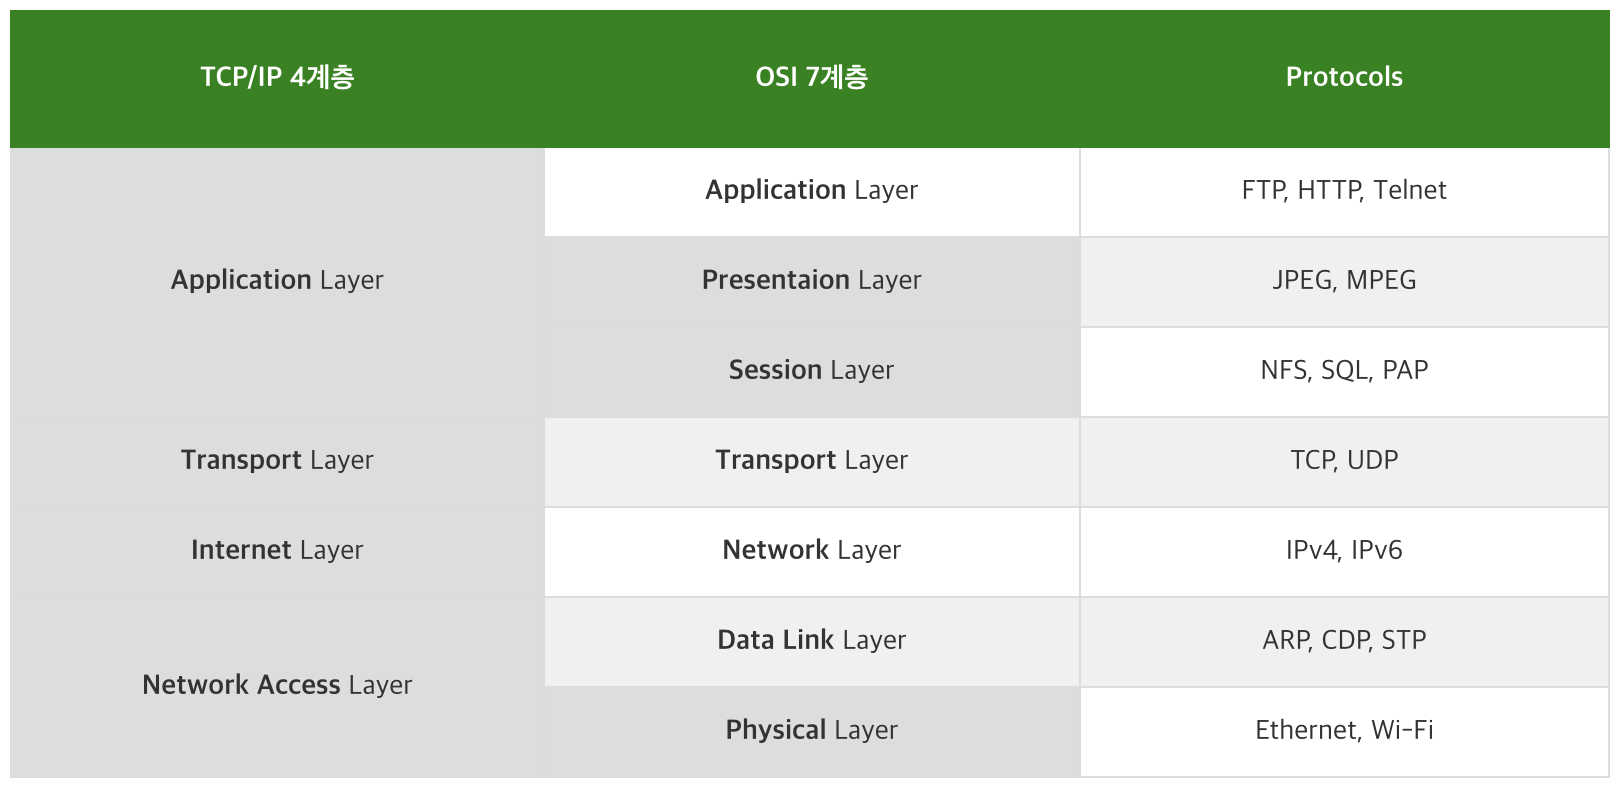 TCP/IP 4계층 OSI 7계층 Protocols
Application Layer FTP, HTTP, Telnet
Application Layer Presentaion Layer JPEG, MPEG
Session Layer NFS, SQL, PAP
Transport Layer Transport Layer TCP, UDP
Internet Layer Network Layer IPv4, IPv6
Data Link Layer ARP, CDP, STP
Network Access Layer
Physical Layer Ethernet, Wi-Fi